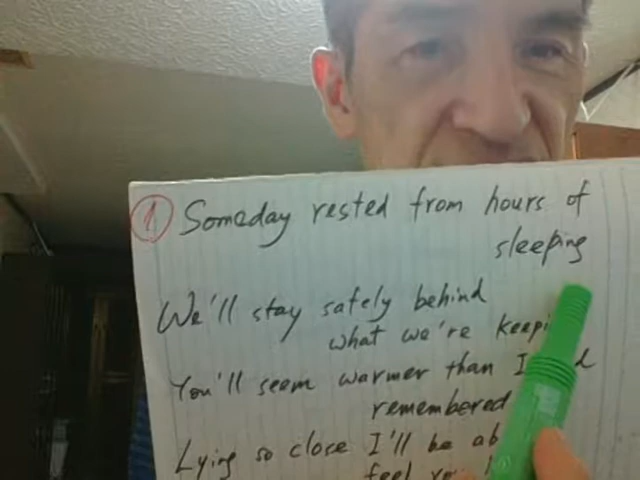 1 Someday rested from hours of
sleeping
We'll stay safely behind
what we're
You'll seem warmer than
remembered
Lying so close I'll be
feel